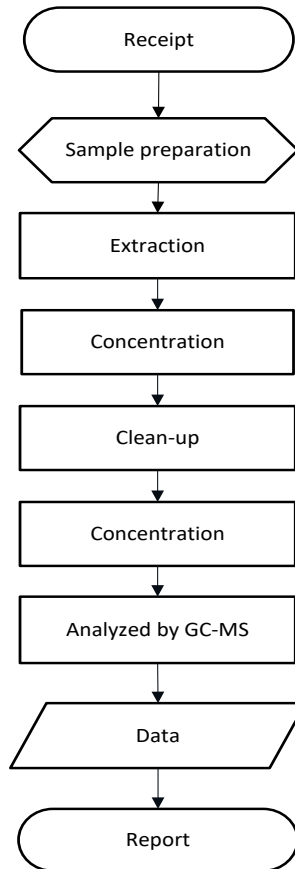 Receipt
Sample preparation
Extraction
Concentration
Clean-up
Concentration
Analyzed by GC-MS
Data
Report